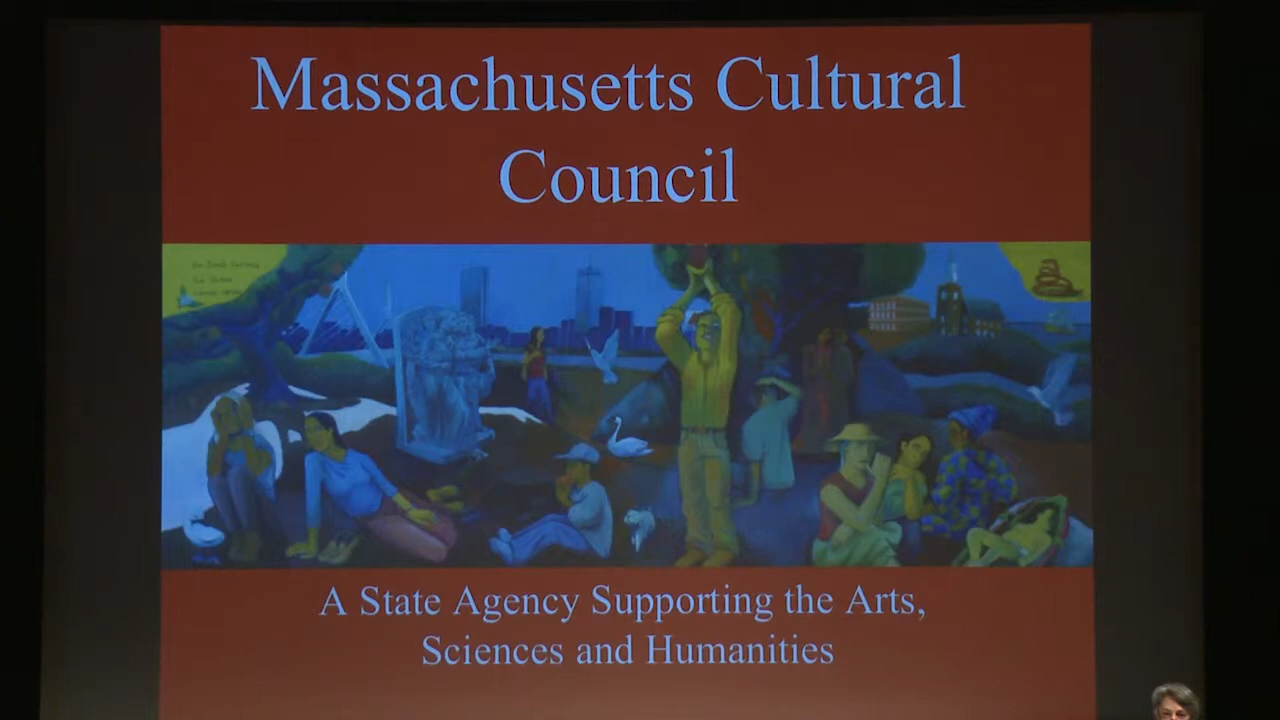 Massachusetts Cultural
Council
A State Agency Supporting the Arts,
Sciences and Humanities